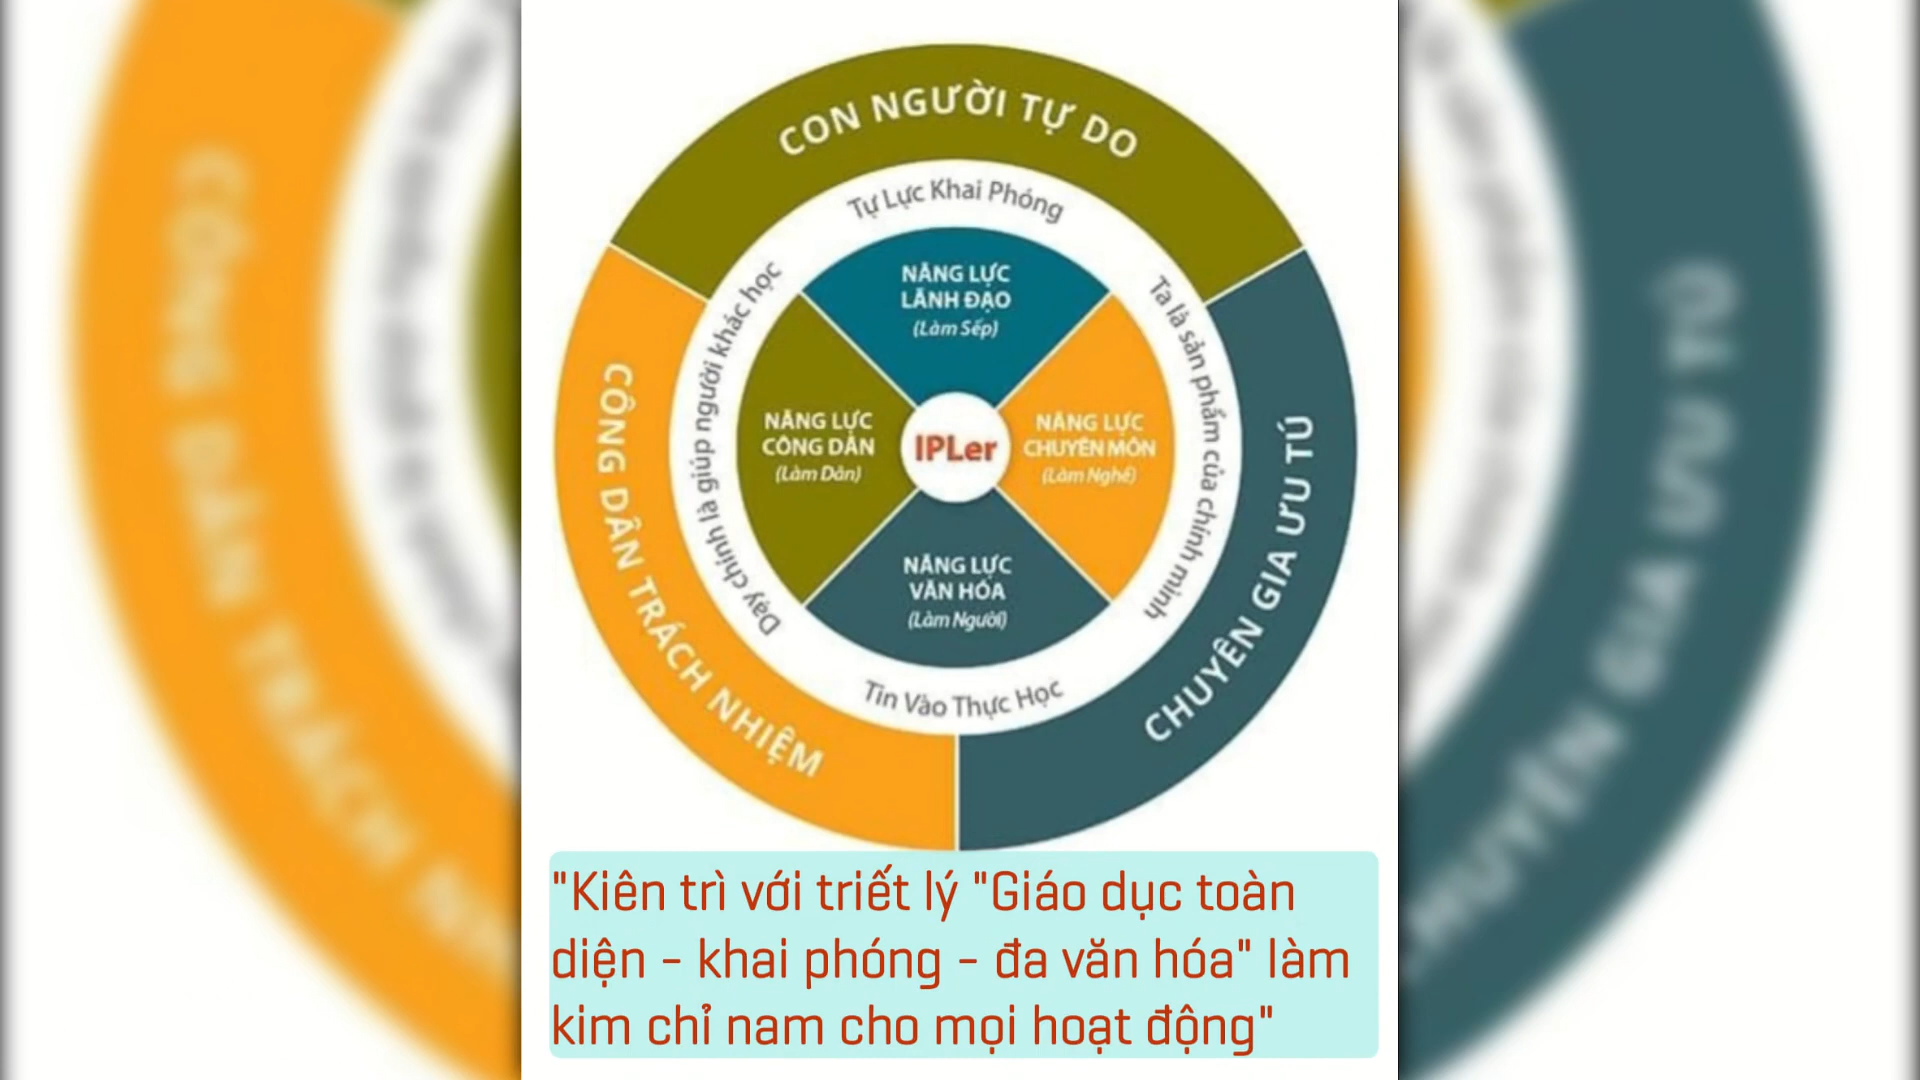 CON NGƯỜI TỰ DO
Tự Lực Khai Phóng
NĂNG LỰC
LÃNH ĐẠO
(Làm Sếp)
Dạy chính là giúp người khác học
Ta là sản phẩm của chính mình
CÔNG DÂN TRÁCH NHIỆM
NĂNG LỰC
CÔNG DÂN
(Làm Dân)
IPLer
NĂNG LỰC
CHUYÊN MÔN
(Làm Nghề)
CHUYÊN GIA ƯU TÚ
NĂNG LỰC
VĂN HÓA
(Làm Người)
Tin Vào Thực Học
"Kiên trì với triết lý "Giáo dục toàn
diện - khai phóng - đa văn hóa" làm
kim chỉ nam cho mọi hoạt động"